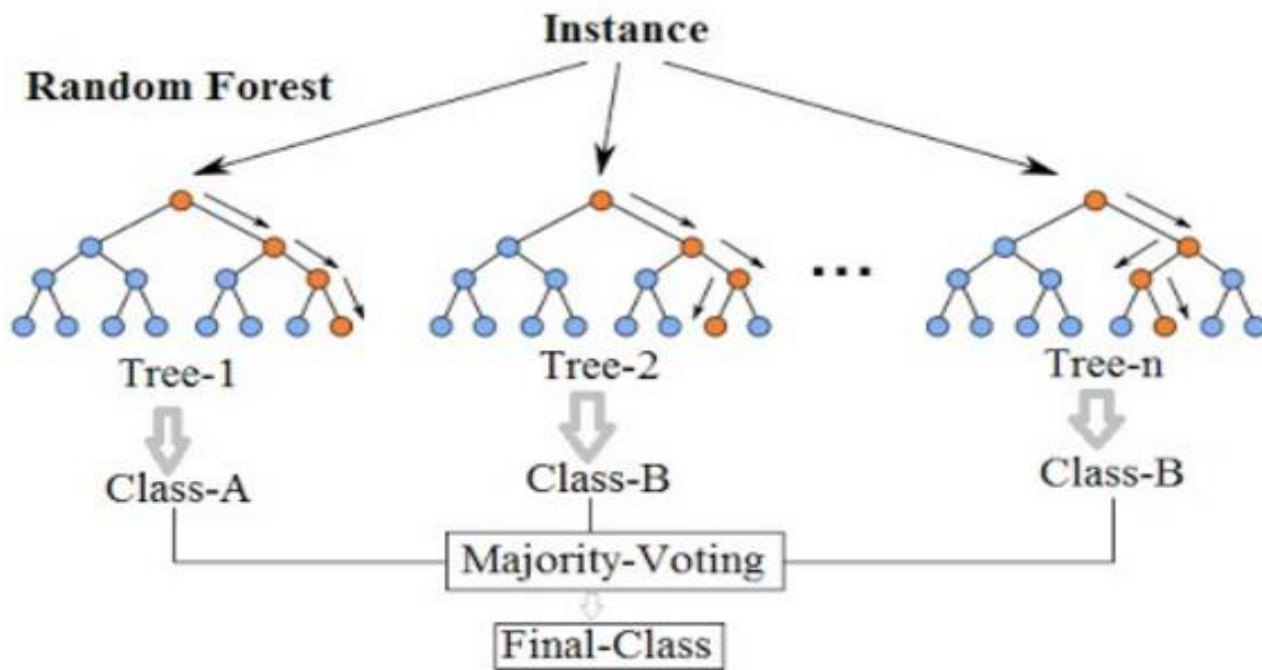 Instance
Random Forest
...
Tree-1
Tree-2
Tree-n
Class-A
Class-B
Class-B
Majority-Voting
Final-Class